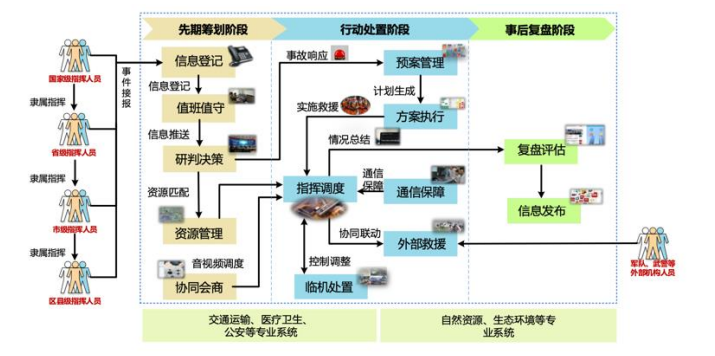 先期筹划阶段
行动处置阶段
事后复盘阶段
国家级指挥人员
隶属指挥
省级指挥人员
隶属指挥
市级指挥人员
隶属指挥
区县级指挥人员
事件接报
信息登记
信息登记
值班值守
信息推送
研判决策
资源匹配
资源管理
音视频调度
协同会商
事故响应
预案管理
计划生成
实施救援
方案执行
情况总结
指挥调度
通信
保障
通信保障
协同联动
外部救援
控制调整
临机处置
复盘评估
信息发布
军队、武警等
外部机构人员
交通运输、医疗卫生、
公安等专业系统
自然资源、生态环境等专
业系统